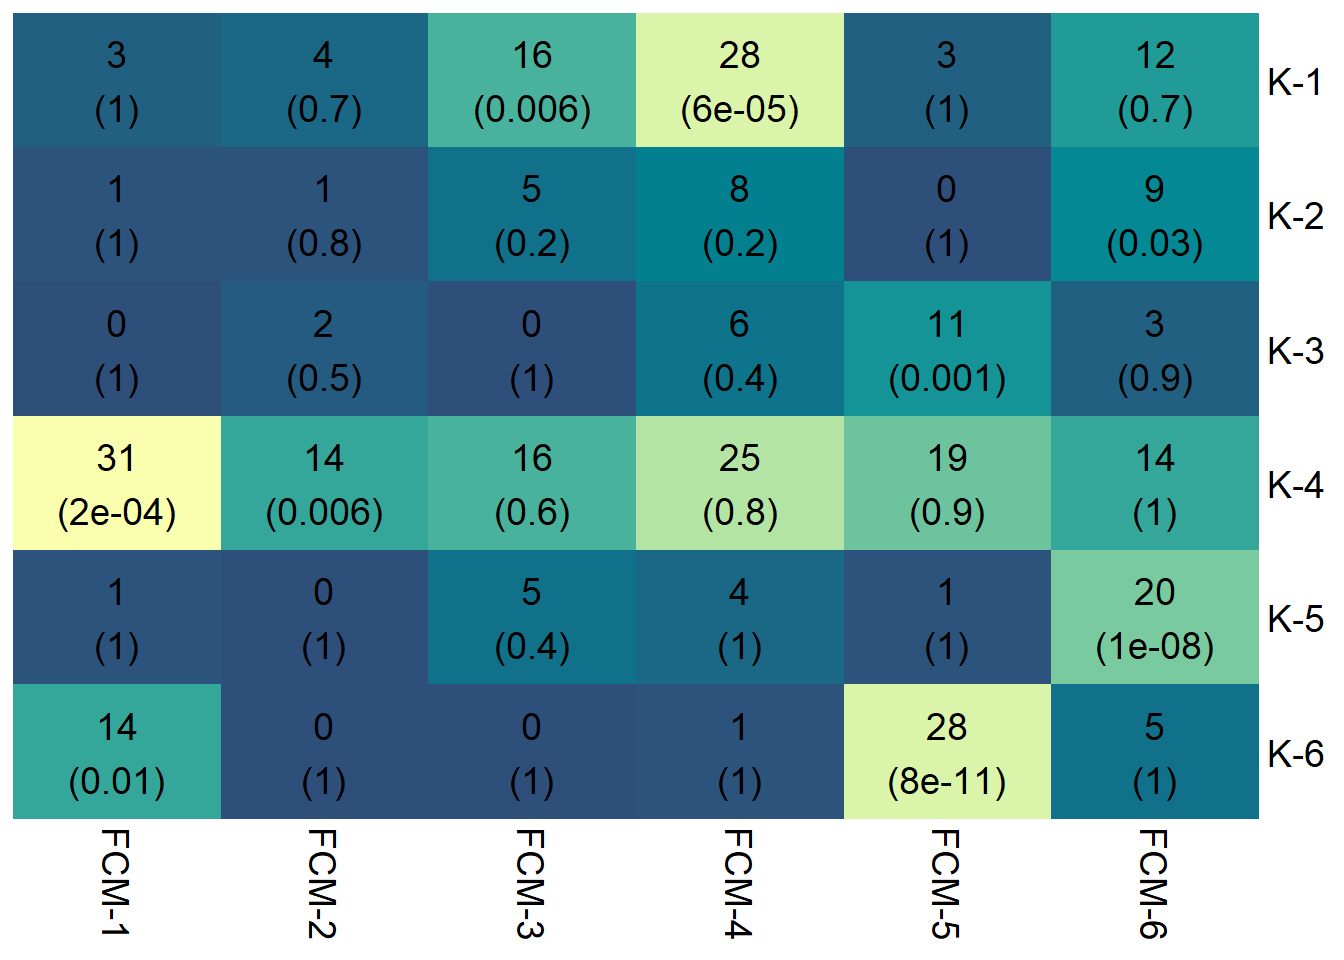 3 4 16 28 3 12
(1) (0.7) (0.006) (6e-05) (1) (0.7) K-1
1 1 5 8 0 9
(1) (0.8) (0.2) (0.2) (1) (0.03) K-2
0 2 0 6 11 3
(1) (0.5) (1) (0.4) (0.001) (0.9) K-3
31 14 16 25 19 14
(2e-04) (0.006) (0.6) (0.8) (0.9) (1) K-4
1 0 5 4 1 20
(1) (1) (0.4) (1) (1) (1e-08) K-5
14 0 0 1 28 5
(0.01) (1) (1) (1) (8e-11) (1) K-6
FCM-1 FCM-2 FCM-3 FCM-4 FCM-5 FCM-6